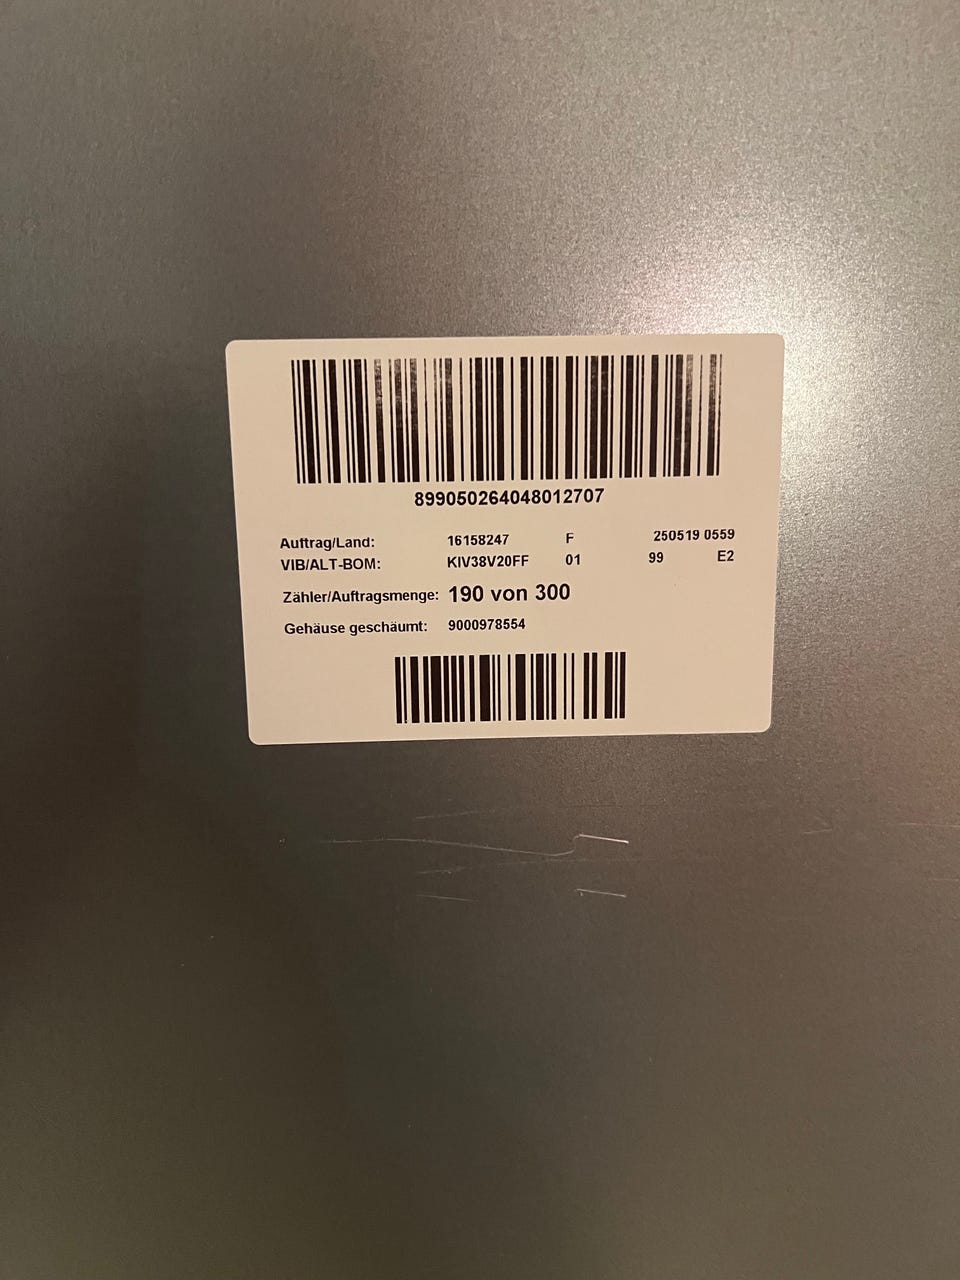 899050264048012707
Auftrag/Land: 16158247 F 250519 0559
VIB/ALT-BOM: KIV38V20FF 01 99 E2
Zähler/Auftragsmenge: 190 von 300
Gehäuse geschäumt: 9000978554